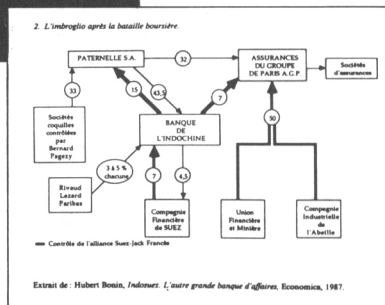 2. L'imbroglio après la bataille boursière.
PATERNELLE S.A.
32
ASSURANCES
DU GROUPE
DE PARIS A.G.P
Sociétés
d'assurances
33
15
43,5
7
Sociétés
coquilles
contrôlées
par
Bernard
Pagezy
BANQUE
DE
L'INDOCHINE
50
3 à 5 %
chacune
Rivaud
Lazard
Paribas
7
4,5
Compagnie
Financière
de SUEZ
Union
Financière
et Minière
Compagnie
Industrielle
de
l'Abeille
Contrôle de l'alliance Suez-Jack Francès
Extrait de : Hubert Bonin, Indosuez. L'autre grande banque d'affaires, Economica, 1987.